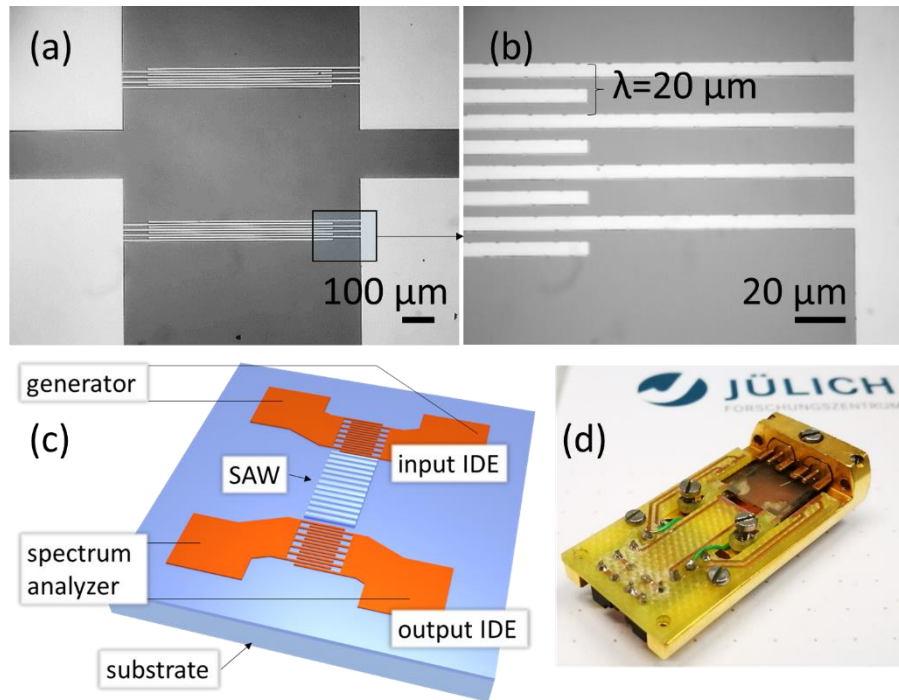 (a)
100 μm
(b)
λ=20 μm
20 μm
(c)
generator
input IDE
SAW
spectrum
analyzer
output IDE
substrate
(d)
JÜLICH
FORSCHUNGSZENTRUM